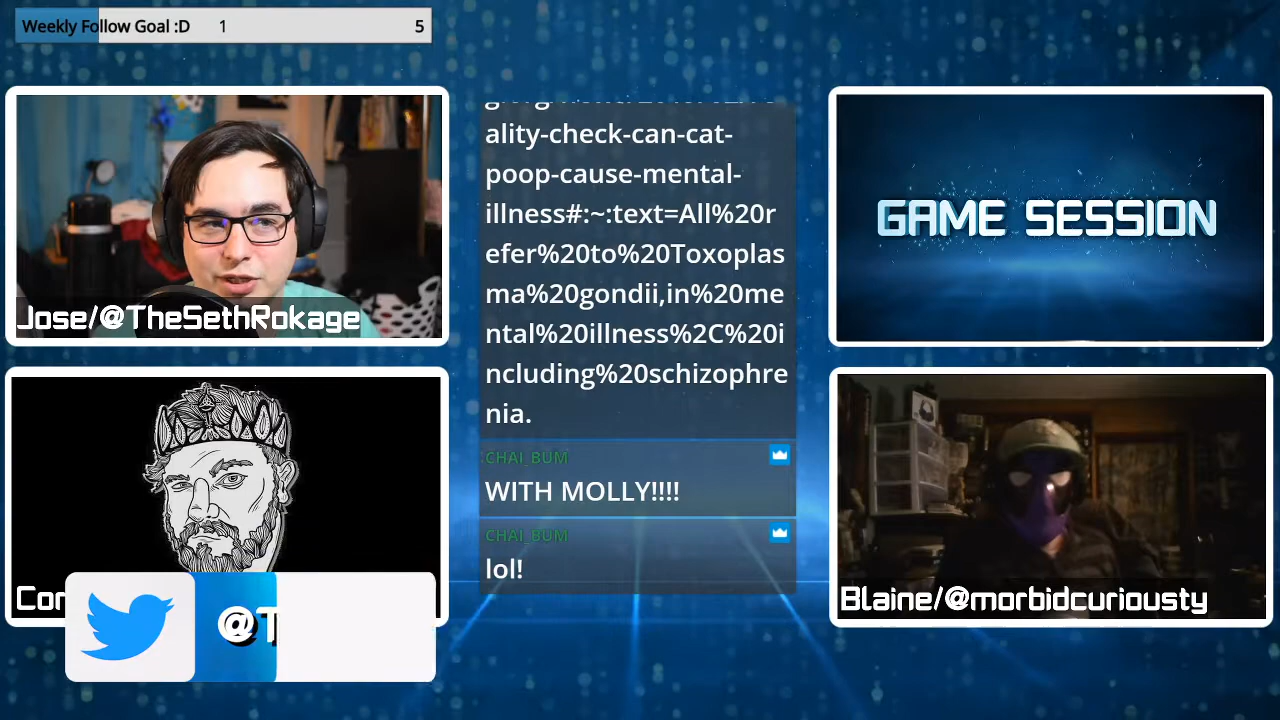 Weekly Follow Goal :D 1 5
ality-check-can-cat-
poop-cause-mental-
illness#:~:text=All%20r
efer%20to%20Toxoplas
ma%20gondii,in%20me
ntal%20illness%2C%20i
ncluding%20schizophre
nia.
CHAI_BUM
WITH MOLLY!!!!
CHAI_BUM
lol!
Jose/@TheSethRokage
GAME SESSION
Cor
@T
Blaine/@morbidcuriousty